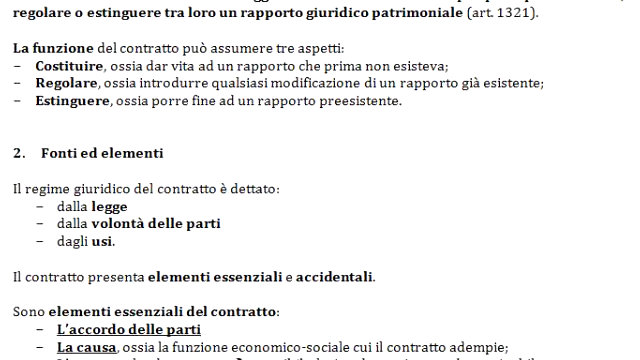 regolare o estinguere tra loro un rapporto giuridico patrimoniale (art. 1321).
La funzione del contratto può assumere tre aspetti:
– Costituire, ossia dar vita ad un rapporto che prima non esisteva;
– Regolare, ossia introdurre qualsiasi modificazione di un rapporto già esistente;
– Estinguere, ossia porre fine ad un rapporto preesistente.
2. Fonti ed elementi
Il regime giuridico del contratto è dettato:
– dalla legge
– dalla volontà delle parti
– dagli usi.
Il contratto presenta elementi essenziali e accidentali.
Sono elementi essenziali del contratto:
– L'accordo delle parti
– La causa, ossia la funzione economico-sociale cui il contratto adempie;